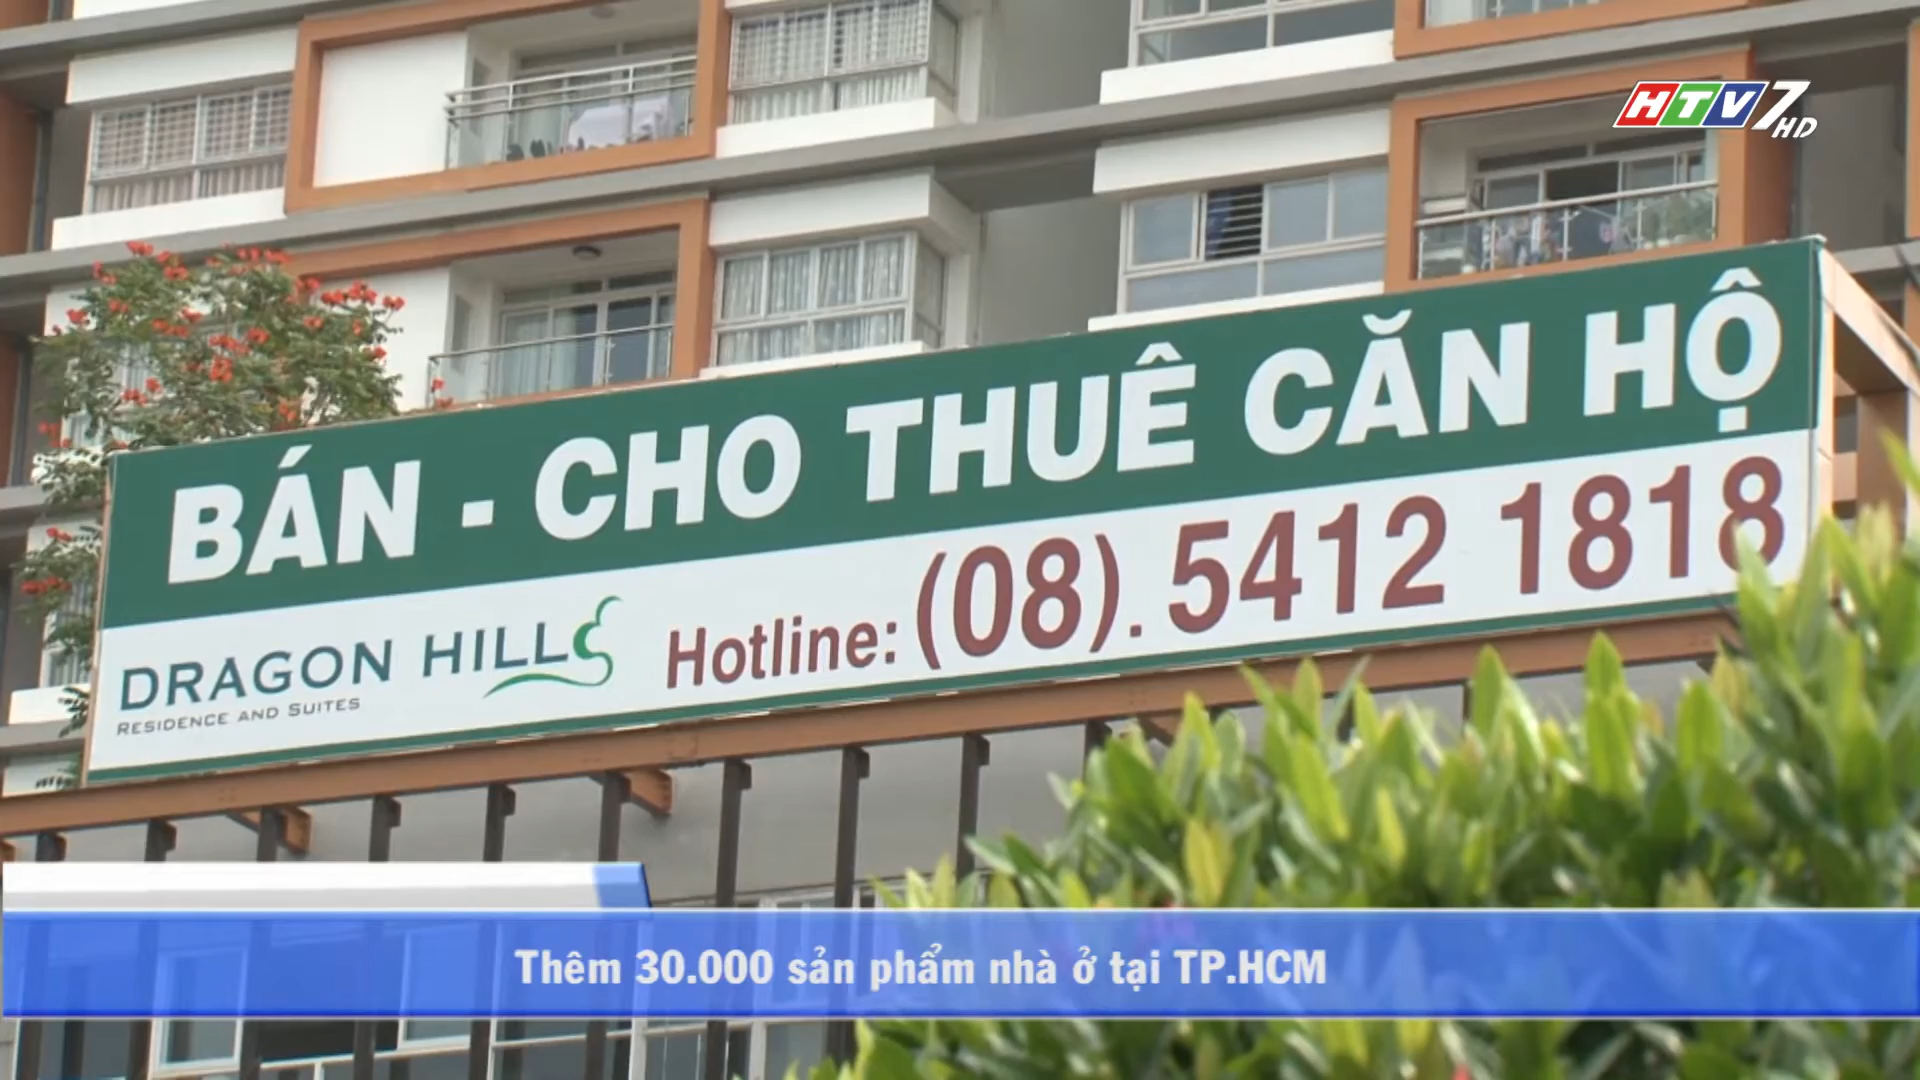 HTV7
HD
BÁN - CHO THUÊ CĂN HỘ
DRAGON HILLS
RESIDENCE AND SUITES
Hotline: (08). 5412 1818
Thêm 30.000 sản phẩm nhà ở tại TP.HCM